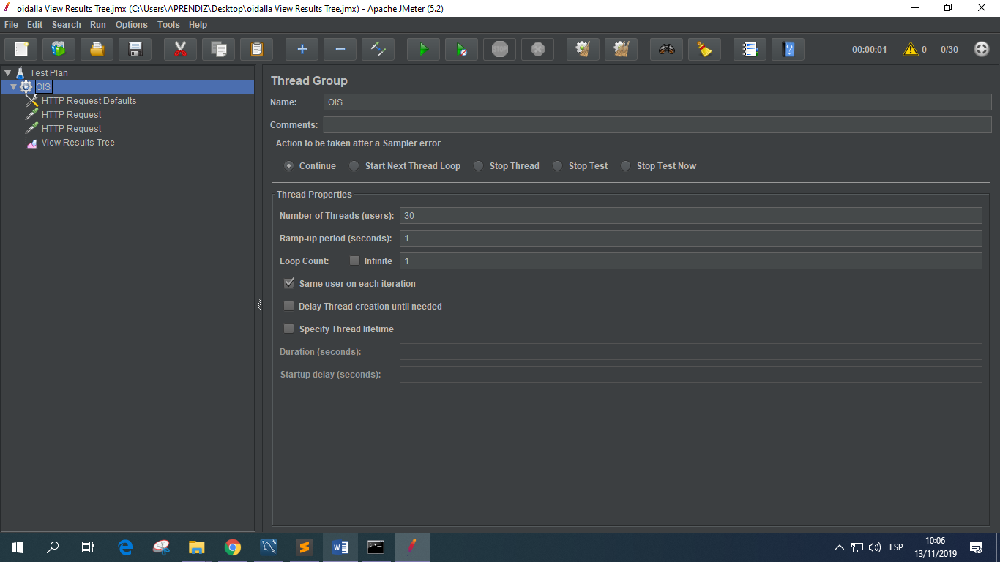 oidalla View Results Tree.jmx (C:\Users\APRENDIZ\Desktop\oidalla View Results Tree.jmx) - Apache JMeter (5.2)
File Edit Search Run Options Tools Help
STOP 00:00:01 0 0/30
Test Plan
OIS
HTTP Request Defaults
HTTP Request
HTTP Request
View Results Tree
Thread Group
Name: OIS
Comments:
Action to be taken after a Sampler error
Continue Start Next Thread Loop Stop Thread Stop Test Stop Test Now
Thread Properties
Number of Threads (users): 30
Ramp-up period (seconds): 1
Loop Count: Infinite 1
Same user on each iteration
Delay Thread creation until needed
Specify Thread lifetime
Duration (seconds):
Startup delay (seconds):
ESP
10:06
13/11/2019